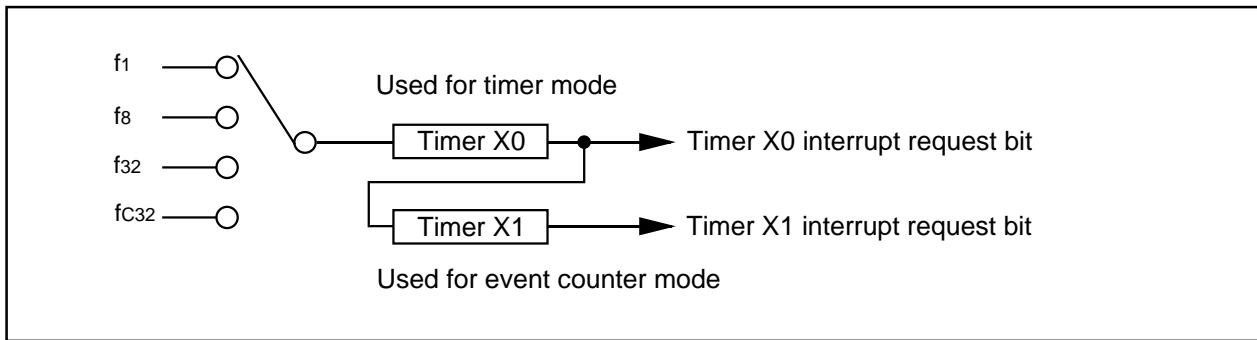 f1
Used for timer mode
f8
Timer X0
Timer X0 interrupt request bit
f32
fC32
Timer X1
Timer X1 interrupt request bit
Used for event counter mode